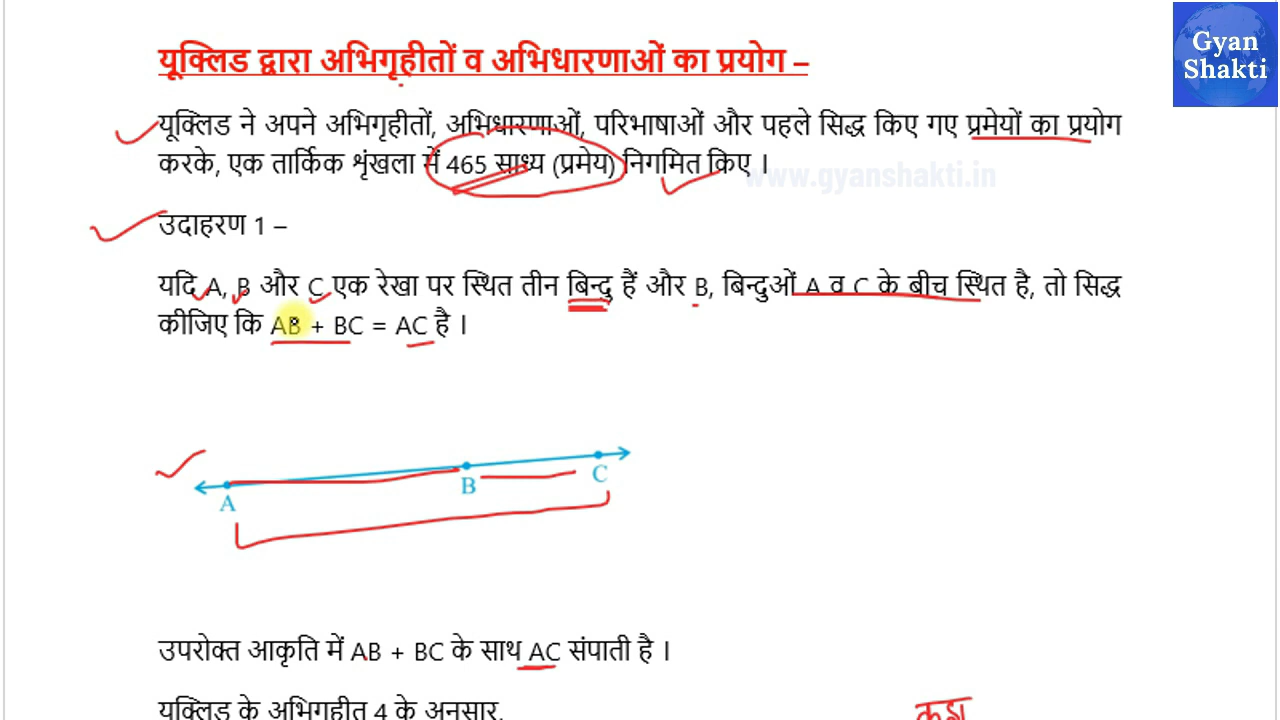 Gyan
Shakti
यूक्लिड द्वारा अभिगृहीतों व अभिधारणाओं का प्रयोग –
यूक्लिड ने अपने अभिगृहीतों, अभिधारणाओं, परिभाषाओं और पहले सिद्ध किए गए प्रमेयों का प्रयोग
करके, एक तार्किक शृंखला में 465 साध्य (प्रमेय) निगमित किए ।
www.gyanshakti.in
उदाहरण 1 –
यदि A, B और C एक रेखा पर स्थित तीन बिन्दु हैं और B, बिन्दुओं A व C के बीच स्थित है, तो सिद्ध
कीजिए कि AB + BC = AC है ।
A B C
उपरोक्त आकृति में AB + BC के साथ AC संपाती है ।
यूक्लिड के अभिगृहीत 4 के अनुसार,